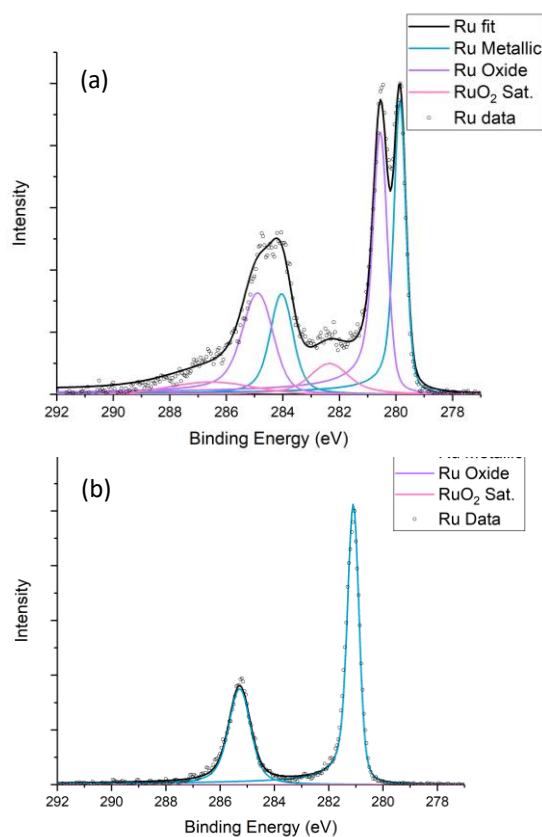 (a)
Ru fit
Ru Metallic
Ru Oxide
RuO₂ Sat.
Ru data
Intensity
292 290 288 286 284 282 280 278
Binding Energy (eV)
(b)
Ru Metallic
Ru Oxide
RuO₂ Sat.
Ru Data
Intensity
292 290 288 286 284 282 280 278
Binding Energy (eV)